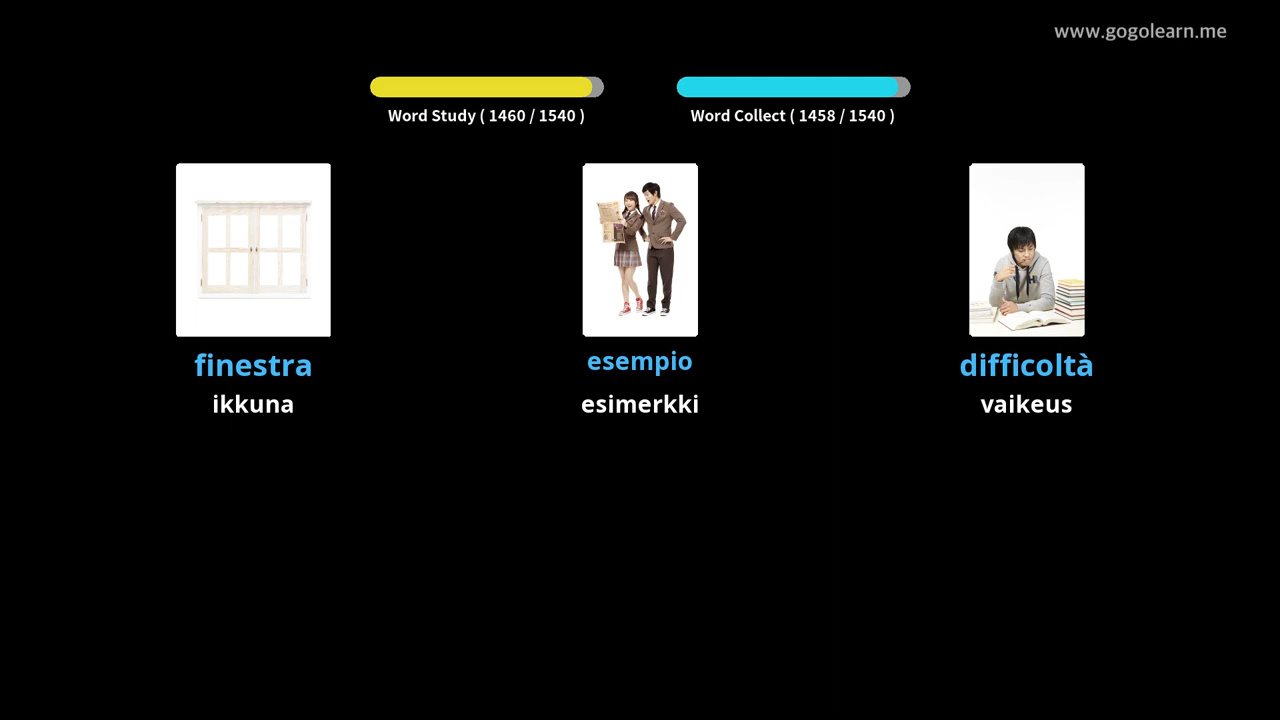 www.gogolearn.me
Word Study ( 1460 / 1540 )
Word Collect ( 1458 / 1540 )
finestra
ikkuna
esempio
esimerkki
difficoltà
vaikeus